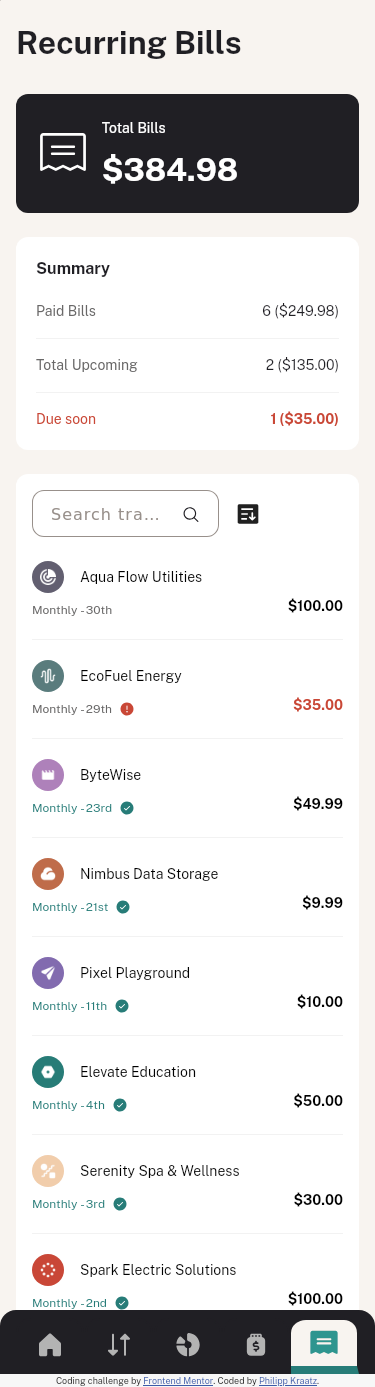 Recurring Bills
Total Bills
$384.98
Summary
Paid Bills 6 ($249.98)
Total Upcoming 2 ($135.00)
Due soon 1 ($35.00)
Search tra...
Aqua Flow Utilities
Monthly - 30th $100.00
EcoFuel Energy
Monthly - 29th $35.00
ByteWise
Monthly - 23rd $49.99
Nimbus Data Storage
Monthly - 21st $9.99
Pixel Playground
Monthly - 11th $10.00
Elevate Education
Monthly - 4th $50.00
Serenity Spa & Wellness
Monthly - 3rd $30.00
Spark Electric Solutions
Monthly - 2nd $100.00
Coding challenge by Frontend Mentor. Coded by Philipp Kraatz.